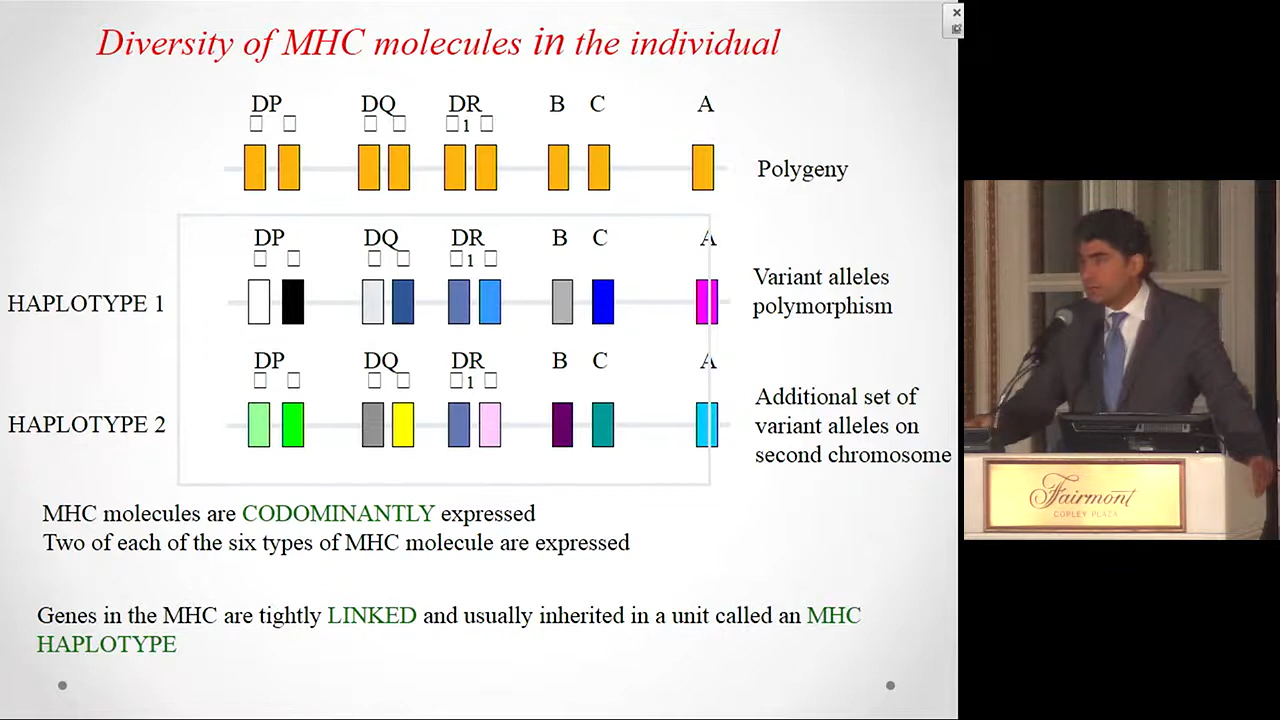 Diversity of MHC molecules in the individual
DP DQ DR B C A
1
Polygeny
DP DQ DR B C A
1
HAPLOTYPE 1
Variant alleles
polymorphism
DP DQ DR B C A
1
HAPLOTYPE 2
Additional set of
variant alleles on
second chromosome
MHC molecules are CODOMINANTLY expressed
Two of each of the six types of MHC molecule are expressed
Genes in the MHC are tightly LINKED and usually inherited in a unit called an MHC
HAPLOTYPE
Fairmont
COPLEY PLAZA